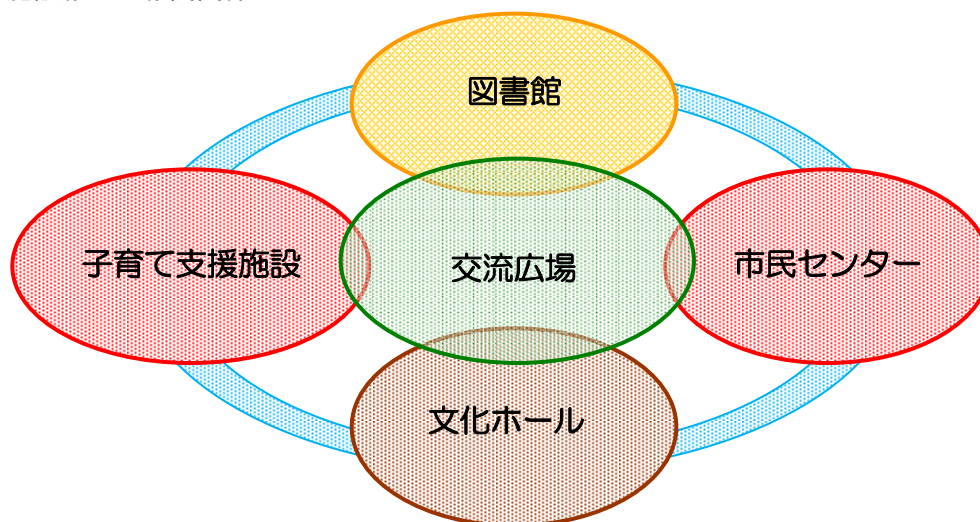 図書館
子育て支援施設
交流広場
市民センター
文化ホール